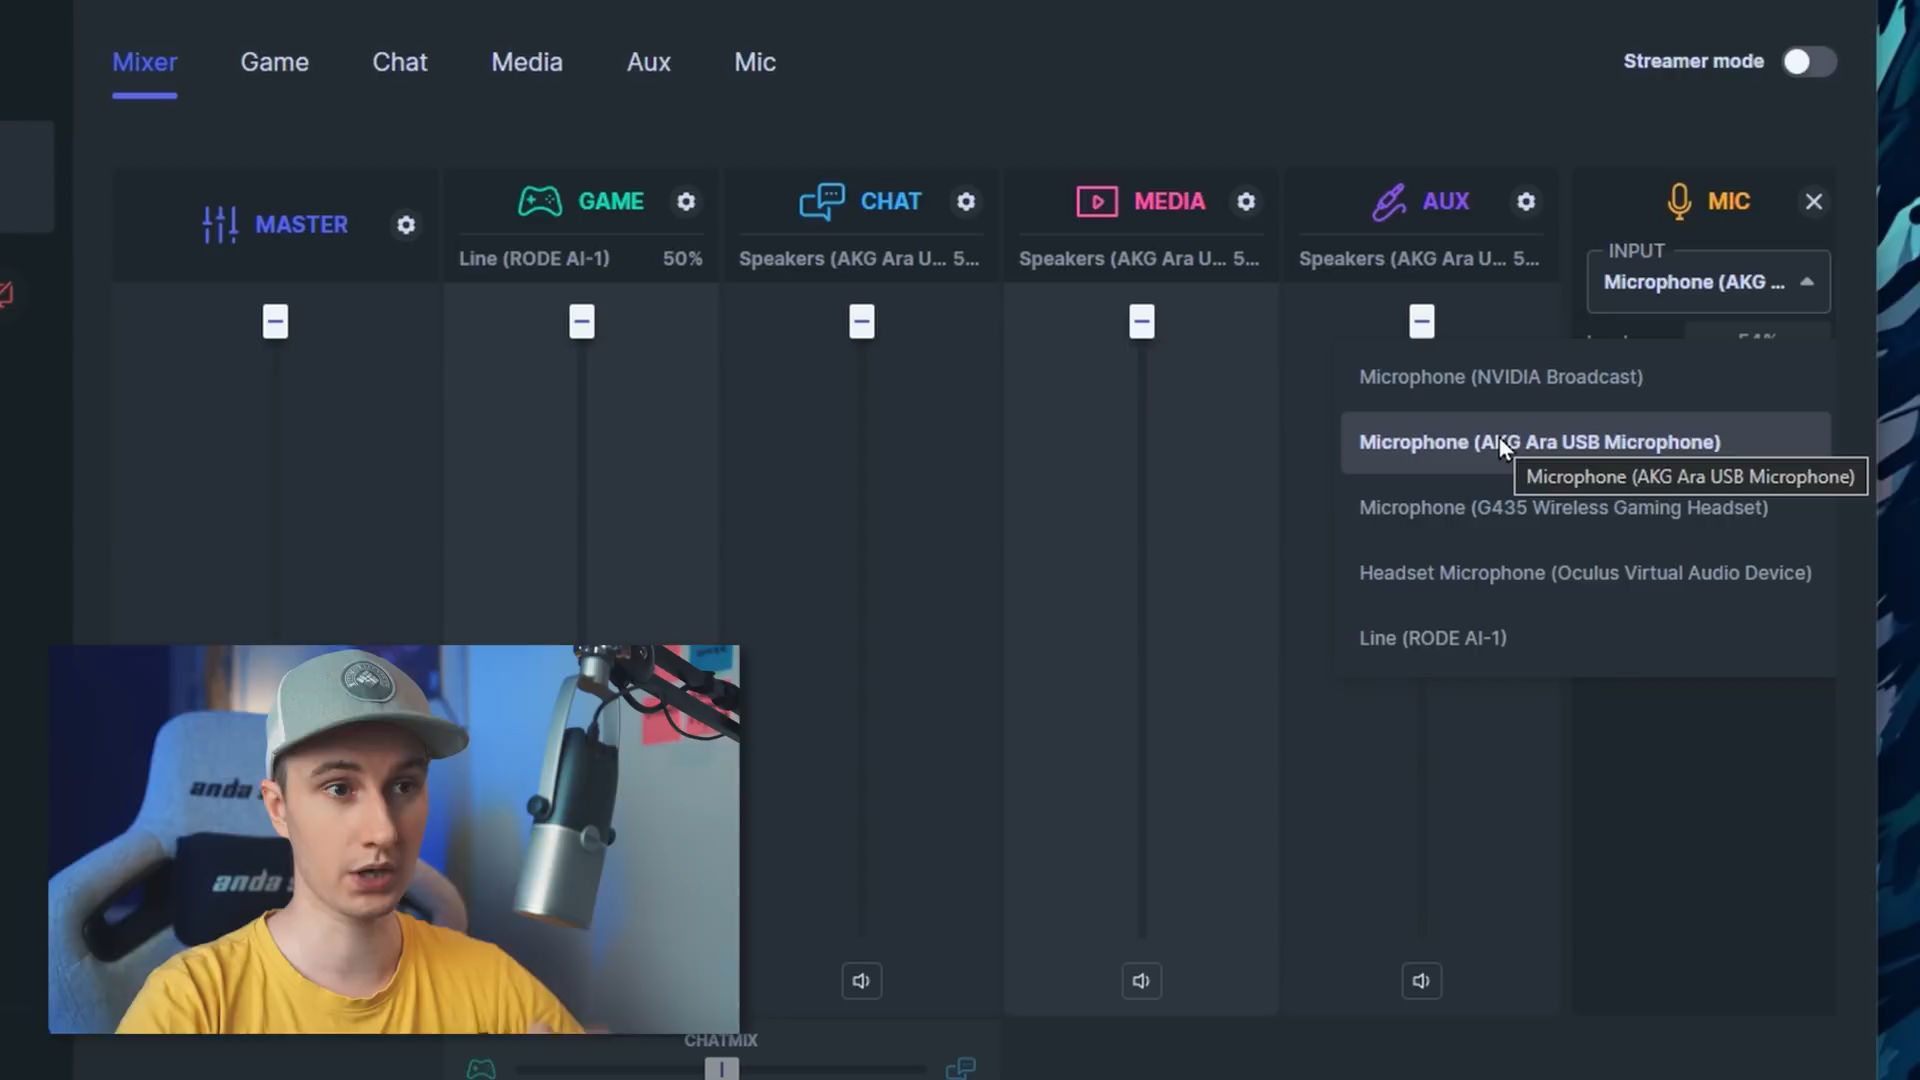 Mixer
Game
Chat
Media
Aux
Mic
Streamer mode
MASTER
GAME
CHAT
MEDIA
AUX
MIC
Line (RODE AI-1) 50%
Speakers (AKG Ara U... 5...
Speakers (AKG Ara U... 5...
Speakers (AKG Ara U... 5...
INPUT
Microphone (AKG ...
Microphone (NVIDIA Broadcast)
Microphone (AKG Ara USB Microphone)
Microphone (AKG Ara USB Microphone)
Microphone (G435 Wireless Gaming Headset)
Headset Microphone (Oculus Virtual Audio Device)
Line (RODE AI-1)
anda
anda s
CHATMIX